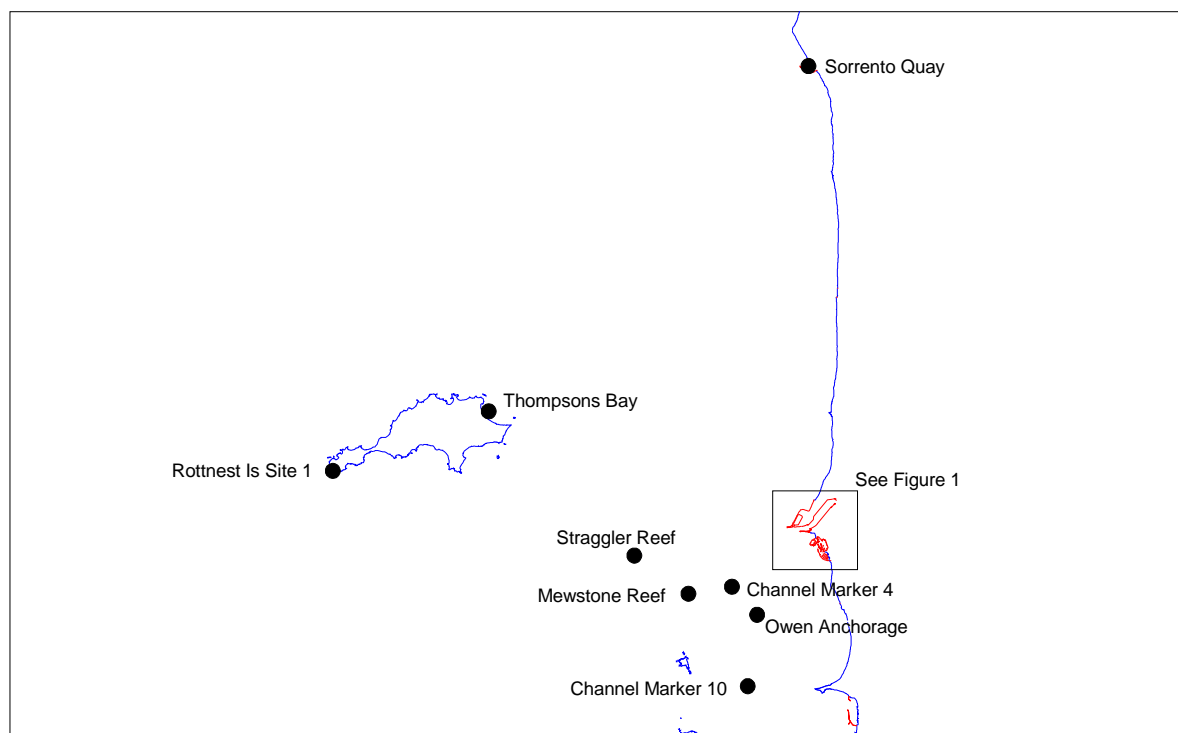 Sorrento Quay
Thompsons Bay
Rottnest Is Site 1
See Figure 1
Straggler Reef
Channel Marker 4
Mewstone Reef
Owen Anchorage
Channel Marker 10